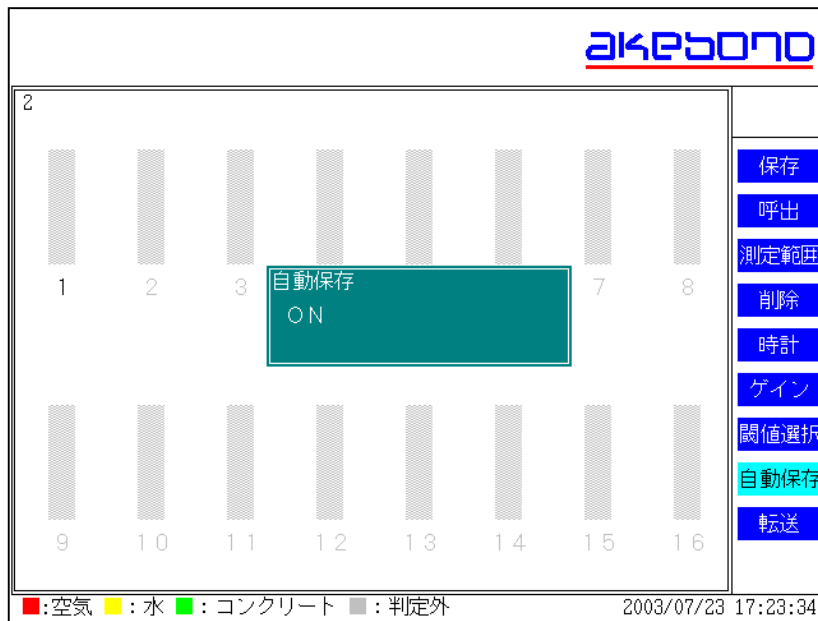 akebono
2
1 2 3 7 8
自動保存
ON
9 10 11 12 13 14 15 16
保存
呼出
測定範囲
削除
時計
ゲイン
閾値選択
自動保存
転送
:空気 :水 :コンクリート :判定外
2003/07/23 17:23:34